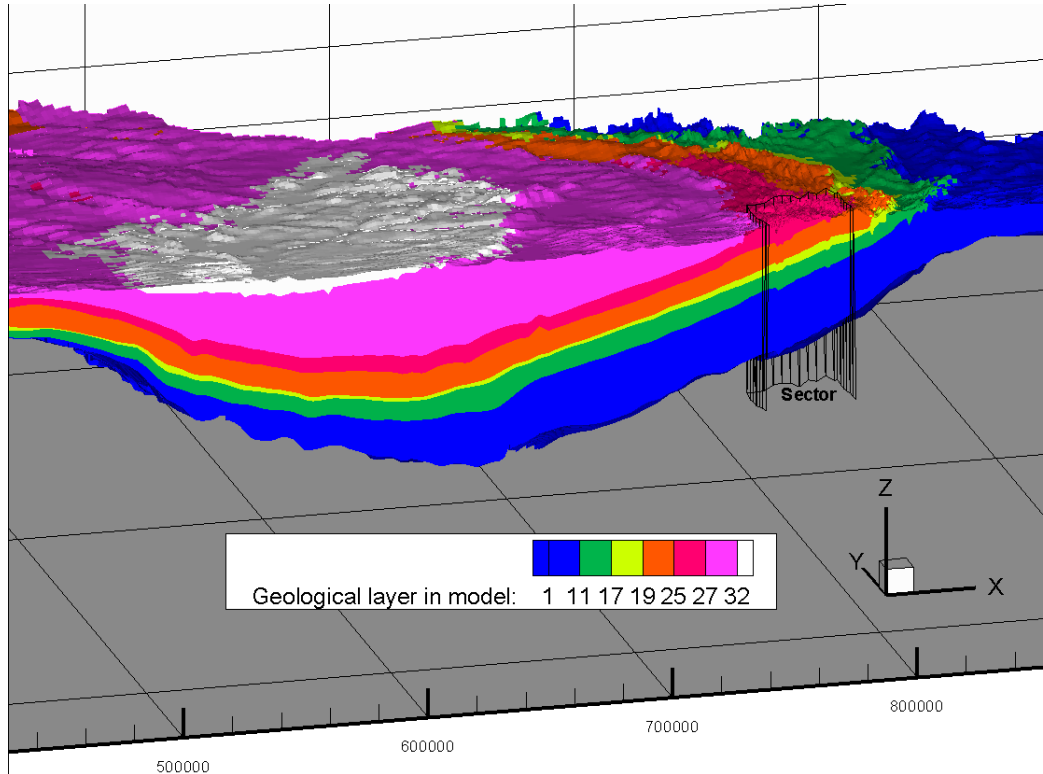 Sector
Z
Y
X
Geological layer in model: 1 11 17 19 25 27 32
800000
700000
600000
500000